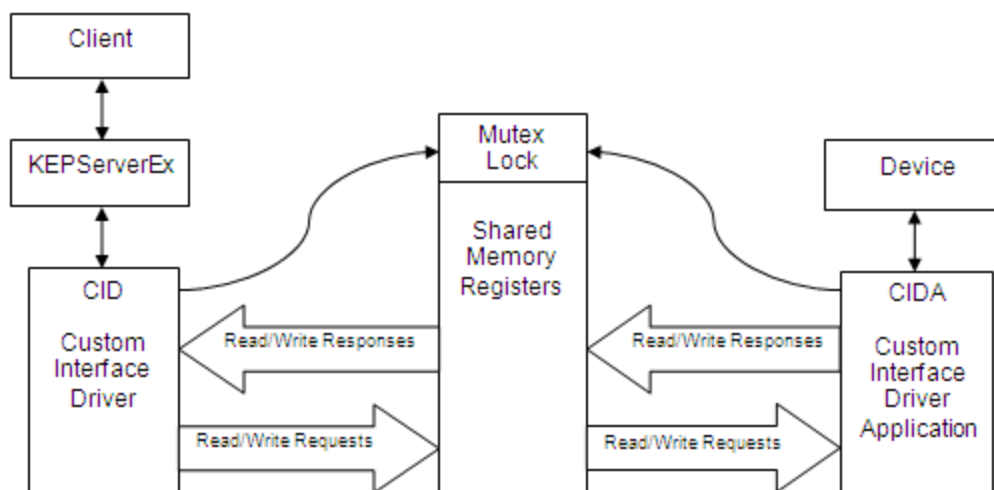 Client
KEPServerEx
CID
Custom
Interface
Driver
Mutex
Lock
Shared
Memory
Registers
Read/Write Responses
Read/Write Requests
Read/Write Responses
Read/Write Requests
Device
CIDA
Custom
Interface
Driver
Application